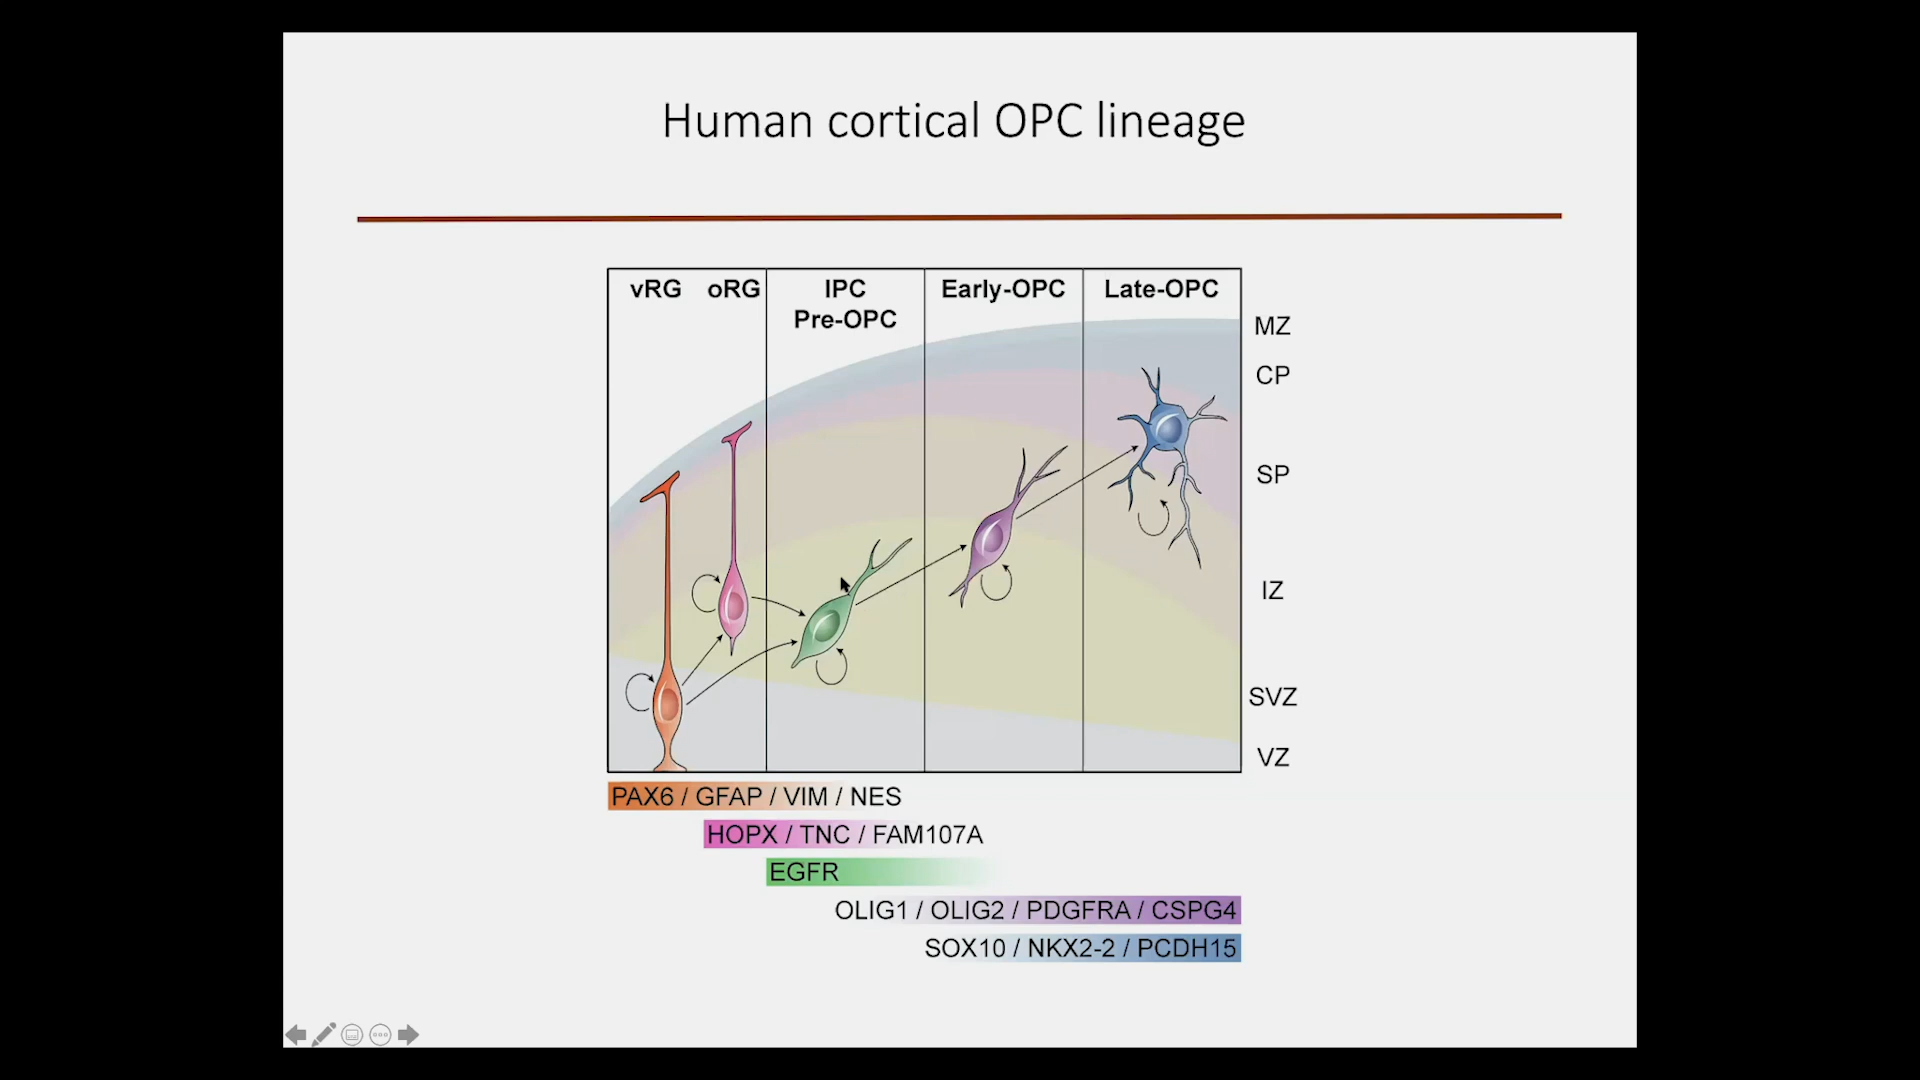 Human cortical OPC lineage
vRG oRG IPC Early-OPC Late-OPC
Pre-OPC
MZ
CP
SP
IZ
SVZ
VZ
PAX6 / GFAP / VIM / NES
HOPX / TNC / FAM107A
EGFR
OLIG1 / OLIG2 / PDGFRA / CSPG4
SOX10 / NKX2-2 / PCDH15